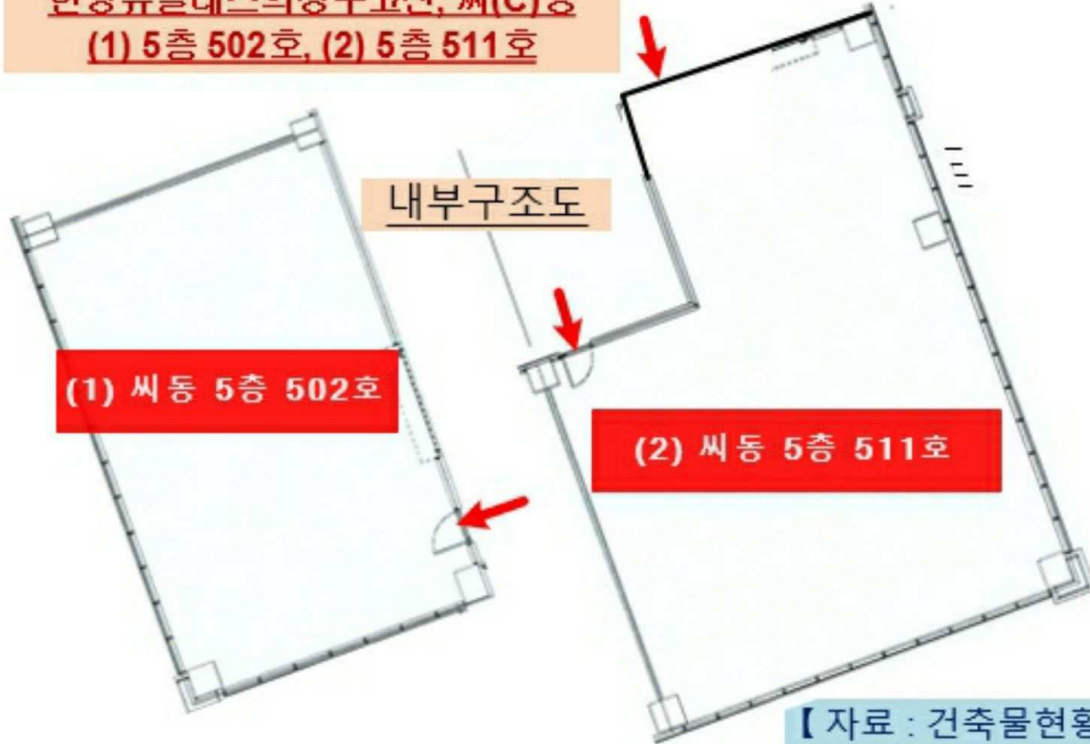 (1) 5층 502호, (2) 5층 511호
내부구조도
(1) 씨동 5층 502호
(2) 씨동 5층 511호
【 자료 : 건축물현황